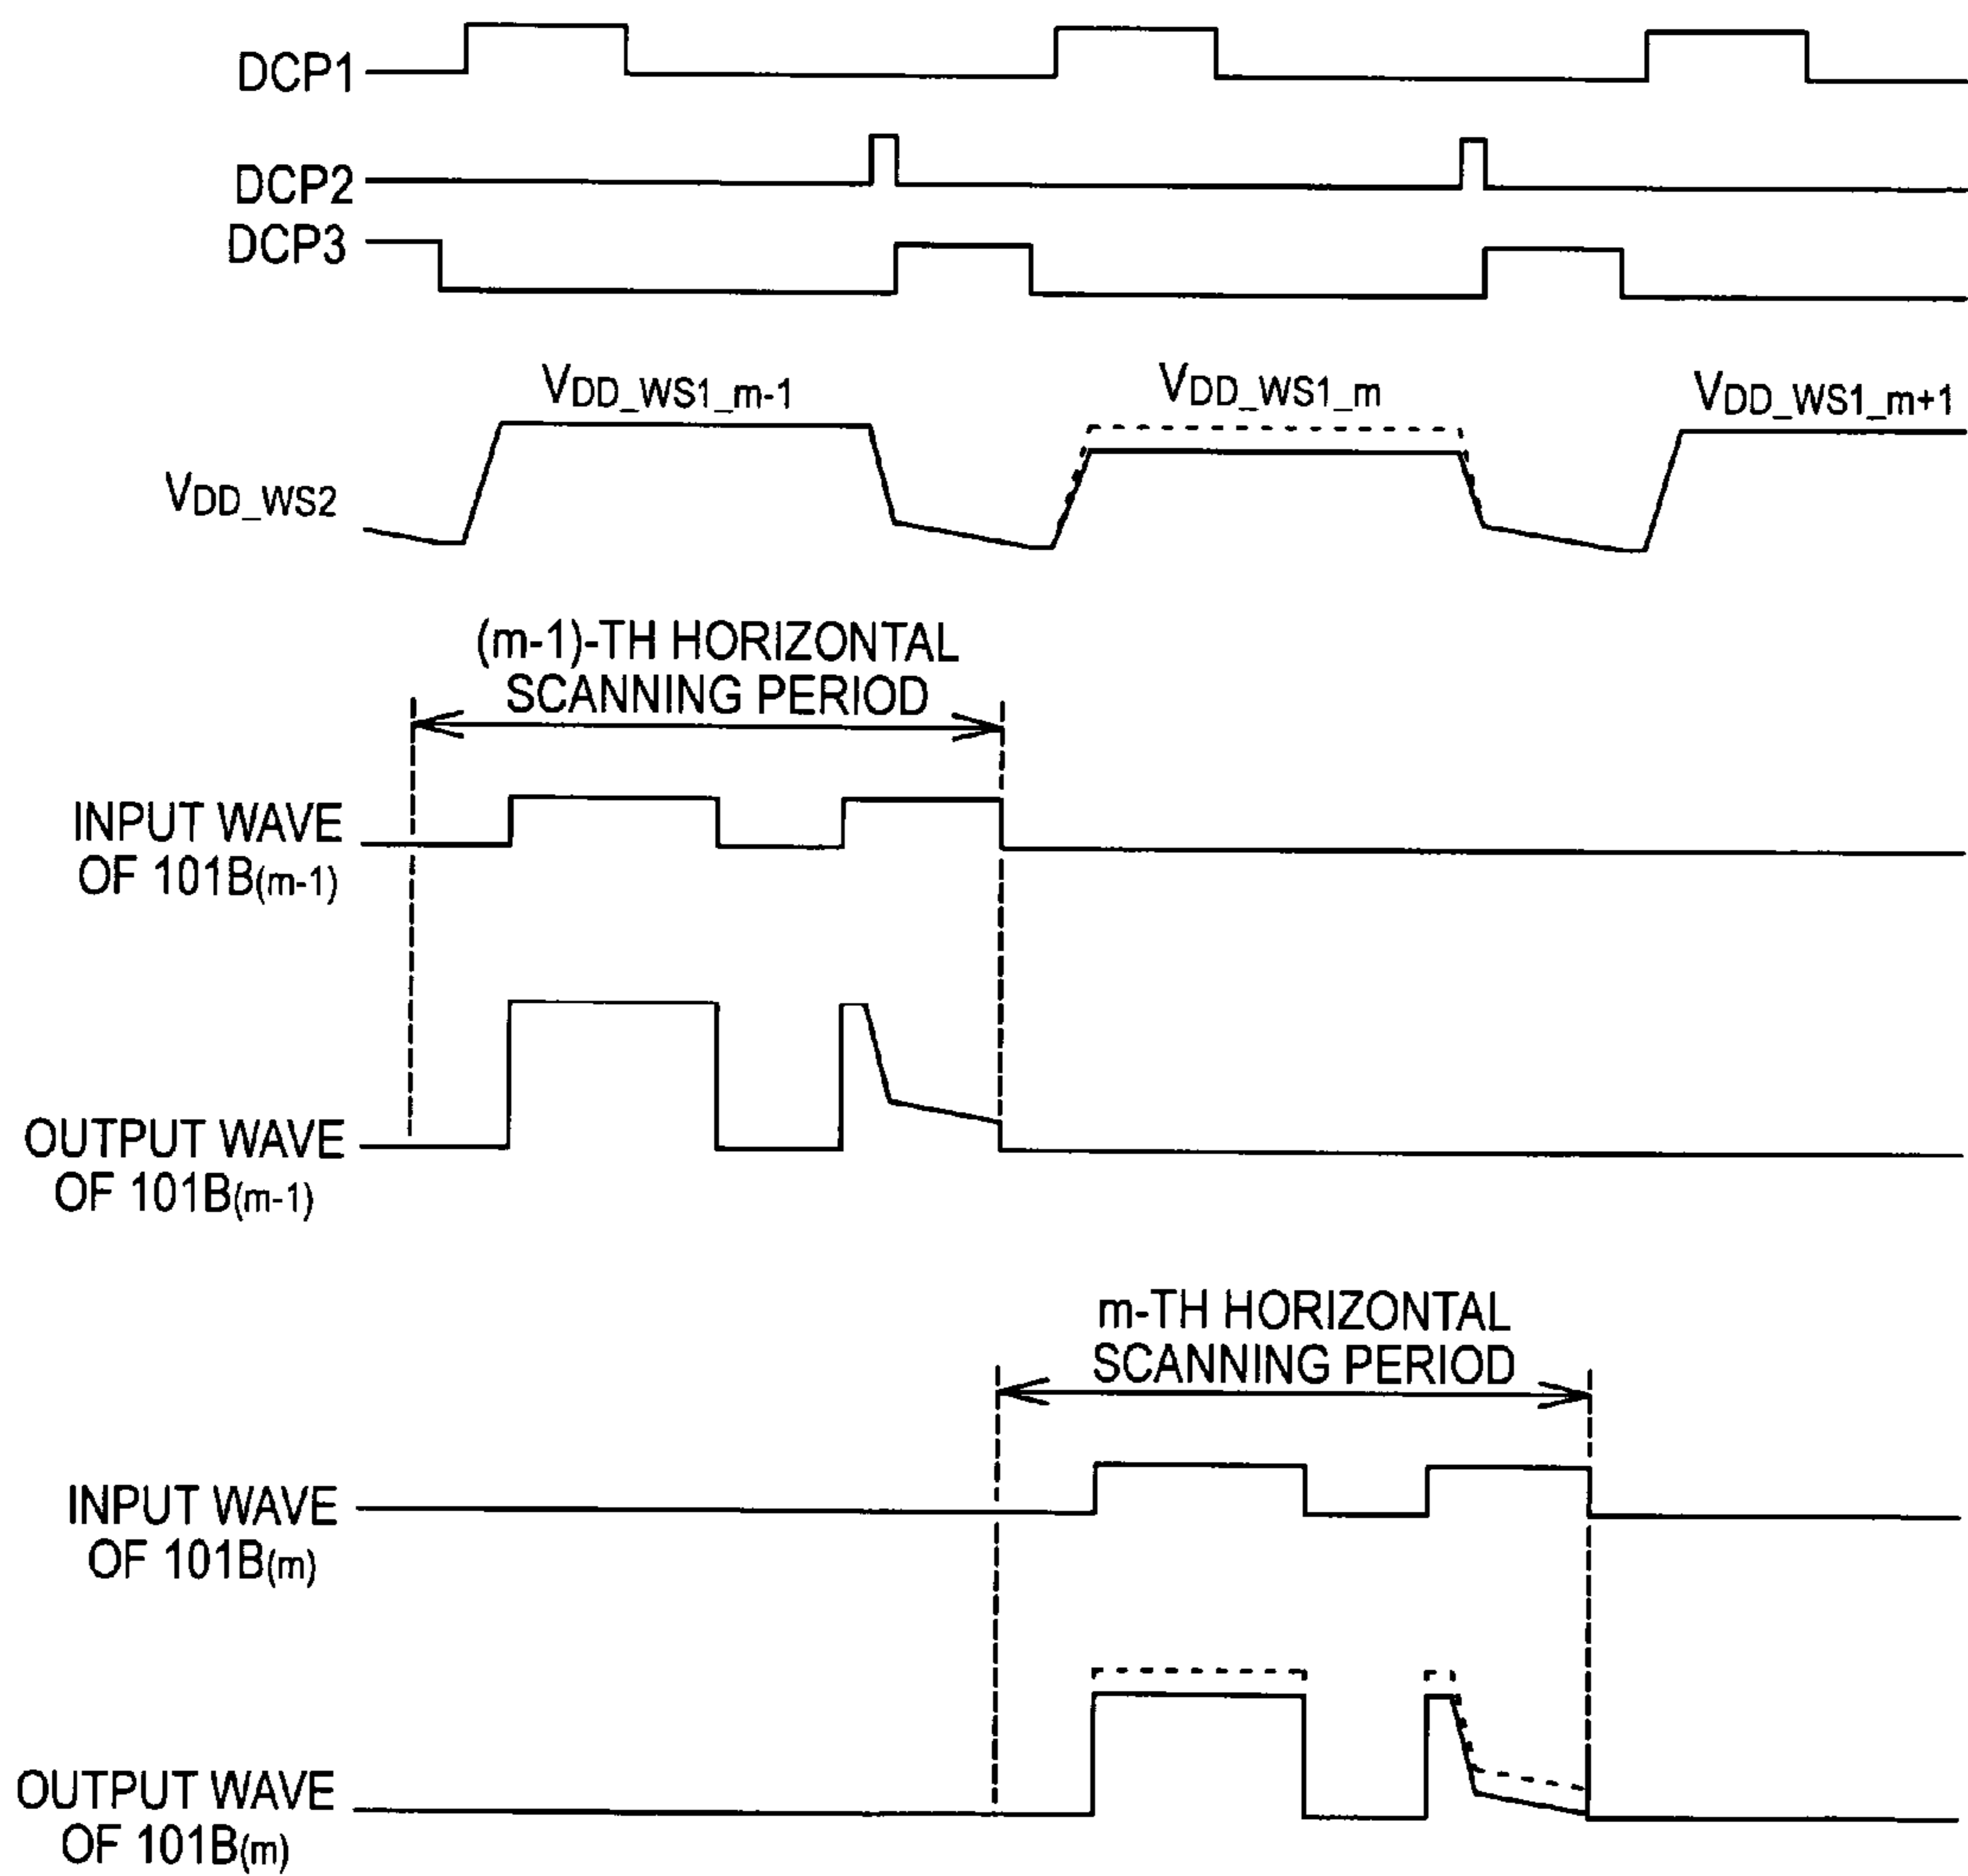 DCP1
DCP2
DCP3
VDD_WS1_m-1
VDD_WS1_m
VDD_WS1_m+1
VDD_WS2
(m-1)-TH HORIZONTAL
SCANNING PERIOD
INPUT WAVE
OF 101B(m-1)
OUTPUT WAVE
OF 101B(m-1)
m-TH HORIZONTAL
SCANNING PERIOD
INPUT WAVE
OF 101B(m)
OUTPUT WAVE
OF 101B(m)